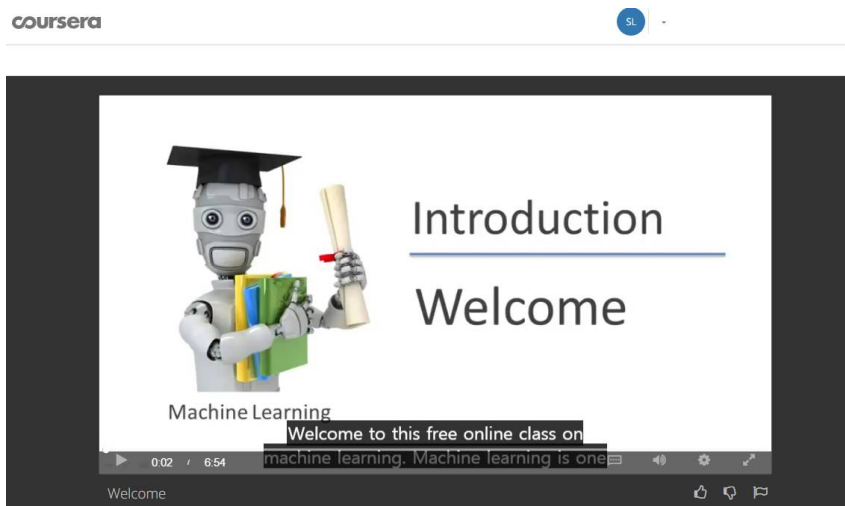 coursera
SL
Introduction
Welcome
Machine Learning
Welcome to this free online class on
machine learning. Machine learning is one
0:02 / 6:54
Welcome